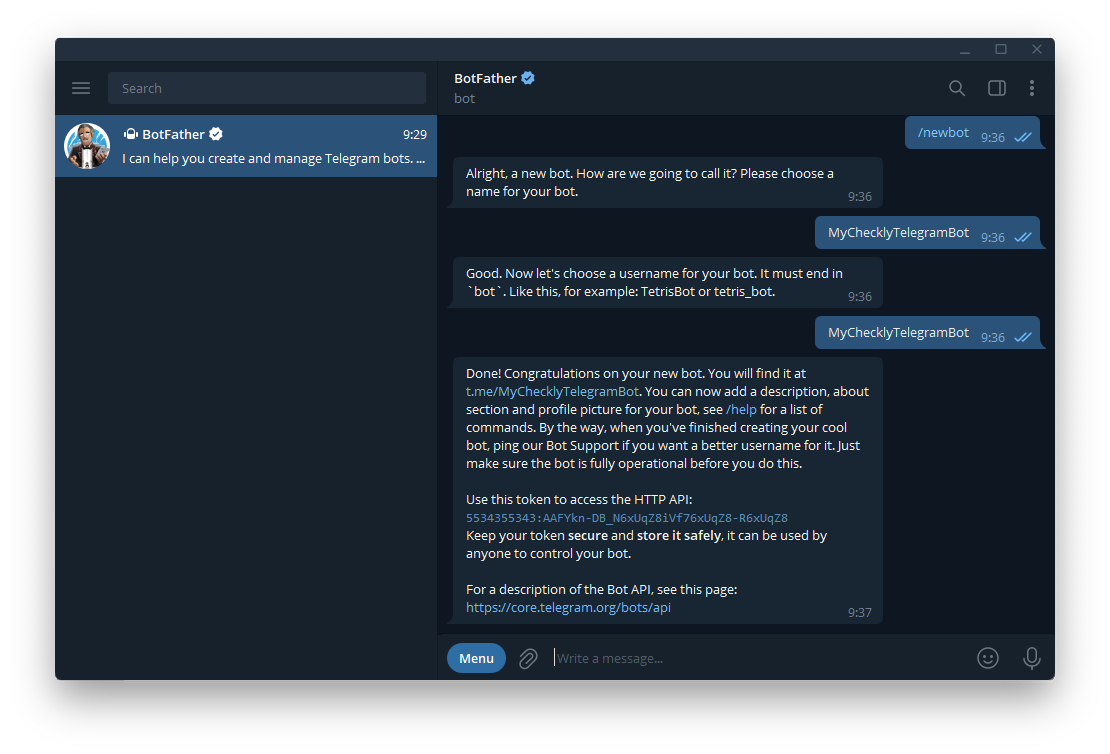 Search
BotFather
9:29
I can help you create and manage Telegram bots. ...
BotFather
bot
/newbot 9:36
Alright, a new bot. How are we going to call it? Please choose a
name for your bot.
9:36
MyChecklyTelegramBot 9:36
Good. Now let's choose a username for your bot. It must end in
`bot`. Like this, for example: TetrisBot or tetris_bot.
9:36
MyChecklyTelegramBot 9:36
Done! Congratulations on your new bot. You will find it at
t.me/MyChecklyTelegramBot. You can now add a description, about
section and profile picture for your bot, see /help for a list of
commands. By the way, when you've finished creating your cool
bot, ping our Bot Support if you want a better username for it. Just
make sure the bot is fully operational before you do this.
Use this token to access the HTTP API:
5534355343:AAFYkn-DB_N6xUqZ8iVf76xUqZ8-R6xUqZ8
Keep your token secure and store it safely, it can be used by
anyone to control your bot.
For a description of the Bot API, see this page:
https://core.telegram.org/bots/api
9:37
Menu
Write a message...